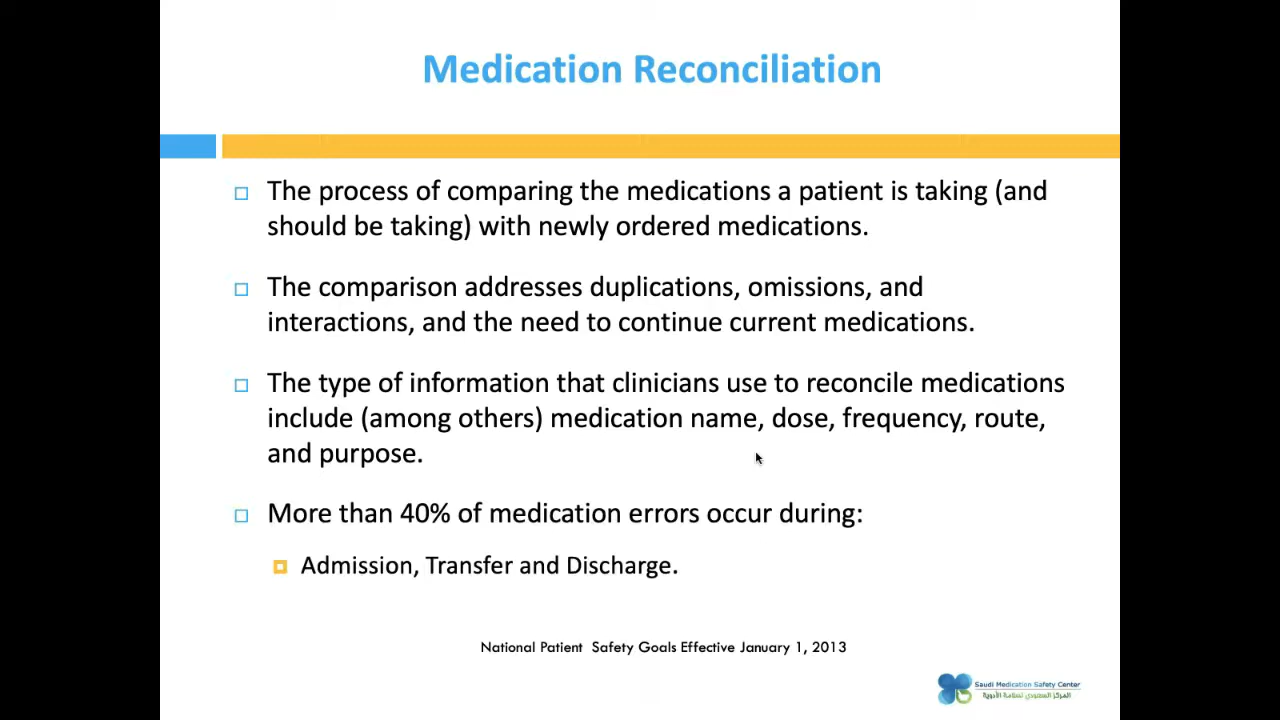 Medication Reconciliation
The process of comparing the medications a patient is taking (and
should be taking) with newly ordered medications.
The comparison addresses duplications, omissions, and
interactions, and the need to continue current medications.
The type of information that clinicians use to reconcile medications
include (among others) medication name, dose, frequency, route,
and purpose.
More than 40% of medication errors occur during:
Admission, Transfer and Discharge.
National Patient  Safety Goals Effective January 1, 2013
Saudi Medication Safety Center
المركز السعودي لسلامة الأدوية